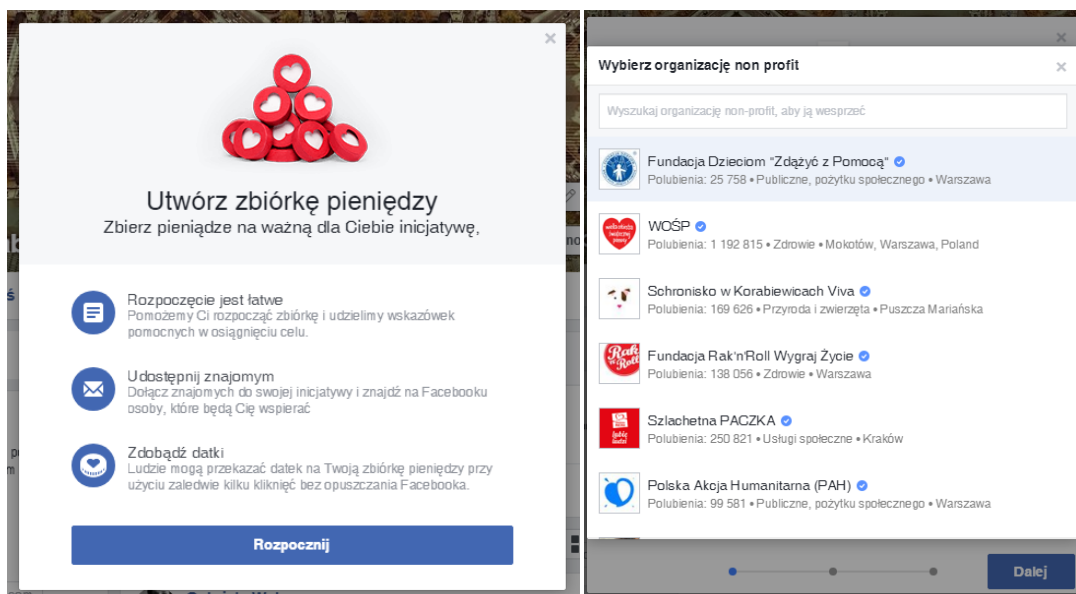 Utwórz zbiórkę pieniędzy
Zbierz pieniądze na ważną dla Ciebie inicjatywę,
Rozpoczęcie jest łatwe
Pomożemy Ci rozpocząć zbiórkę i udzielimy wskazówek
pomocnych w osiągnięciu celu.
Udostępnij znajomym
Dołącz znajomych do swojej inicjatywy i znajdź na Facebooku
osoby, które będą Cię wspierać
Zdobądź datki
Ludzie mogą przekazać datek na Twoją zbiórkę pieniędzy przy
użyciu zaledwie kilku kliknięć bez opuszczania Facebooka.
Rozpocznij
Wybierz organizację non profit
Wyszukaj organizację non-profit, aby ją wesprzeć
Fundacja Dzieciom "Zdążyć z Pomocą"
Polubienia: 25 758 • Publiczne, pożytku społecznego • Warszawa
WOŚP
Polubienia: 1 192 815 • Zdrowie • Mokotów, Warszawa, Poland
Schronisko w Korabiewicach Viva
Polubienia: 169 626 • Przyroda i zwierzęta • Puszcza Mariańska
Rak
Roll
Fundacja Rak'n'Roll Wygraj Życie
Polubienia: 138 056 • Zdrowie • Warszawa
Szlachetna PACZKA
Polubienia: 250 821 • Usługi społeczne • Kraków
Polska Akcja Humanitarna (PAH)
Polubienia: 99 581 • Publiczne, pożytku społecznego • Warszawa
Dalej